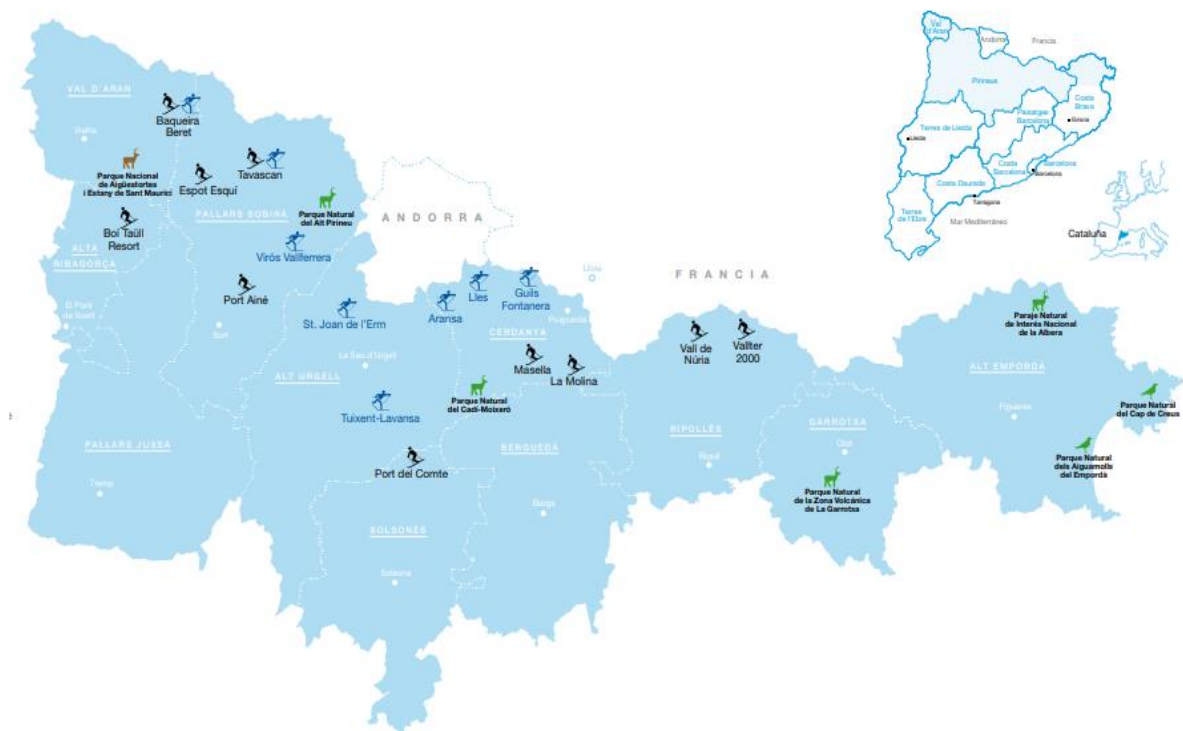 VAL D'ARAN
Vielha
Baqueira
Beret
Parque Nacional
de Aigüestortes
i Estany de Sant Maurici
Espot Esquí
Tavascan
PALLARS SOBIRÀ
Parque Natural
del Alt Pirineu
Boí Taüll
Resort
ALTA
RIBAGORÇA
El Pont
de Suert
Virós Vallferrera
Port Ainé
Sort
ANDORRA
St. Joan de l'Erm
Aransa
Lles
Guils
Fontanera
Llívia
Puigcerdà
CERDANYA
La Seu d'Urgell
ALT URGELL
Masella
La Molina
Parque Natural
del Cadí-Moixeró
Tuixent-Lavansa
PALLARS JUSSÀ
Tremp
Port del Comte
BERGUEDÀ
Berga
SOLSONÈS
Solsona
FRANCIA
Vall de
Núria
Vallter
2000
RIPOLLÈS
Ripoll
GARROTXA
Olot
Parque Natural
de la Zona Volcánica
de La Garrotxa
Paraje Natural
de Interés Nacional
de la Albera
ALT EMPORDÀ
Figueres
Parque Natural
del Cap de Creus
Parque Natural
dels Aiguamolls
del Empordà
Val
d'Aran
Andorra
Francia
Pirineus
Costa
Brava
Girona
Paisatges
Barcelona
Terres de Lleida
Lleida
Costa
Barcelona
Barcelona
Barcelona
Costa Daurada
Tarragona
Terres
de l'Ebre
Mar Mediterráneo
Cataluña